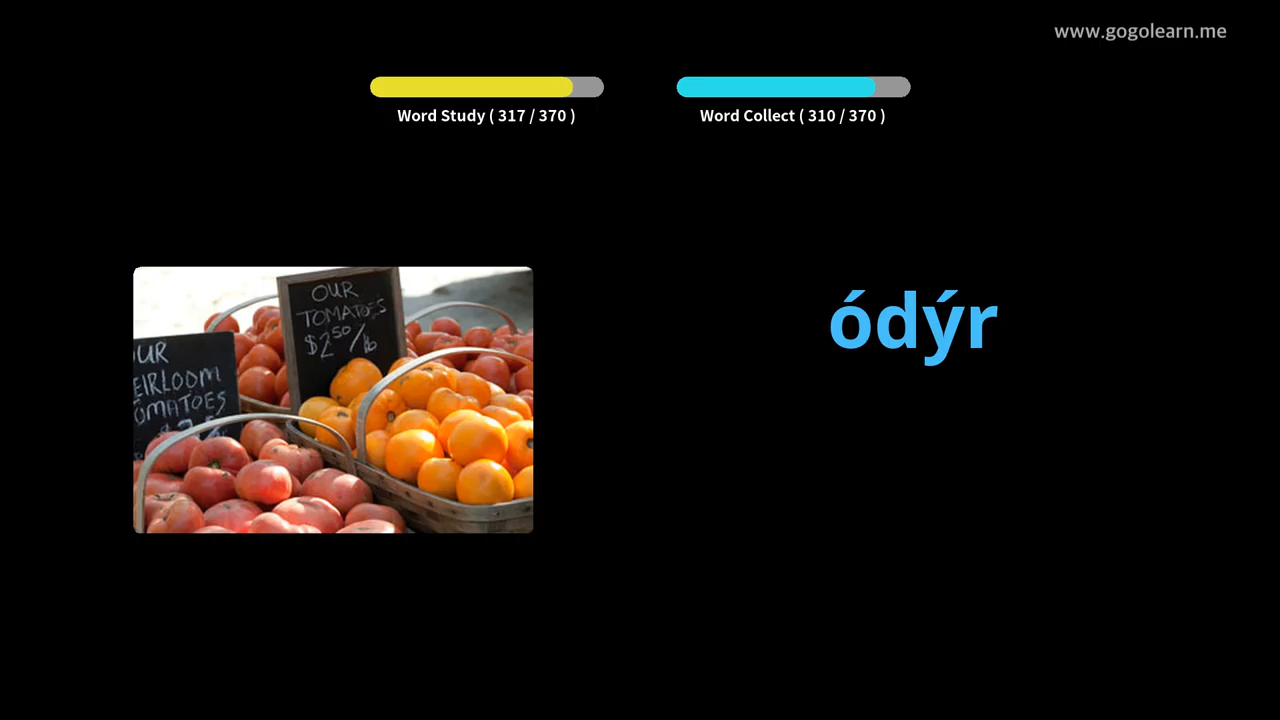 www.gogolearn.me
Word Study ( 317 / 370 )
Word Collect ( 310 / 370 )
ódýr
OUR
TOMATOES
$2.50/lb
UR
EIRLOOM
OMATOES